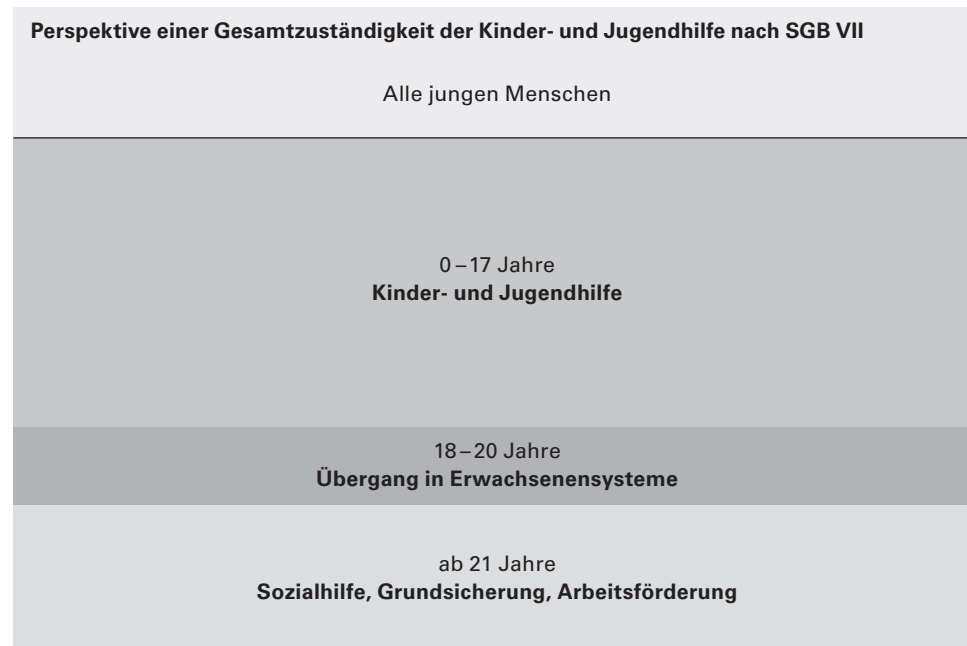 Perspektive einer Gesamtzuständigkeit der Kinder- und Jugendhilfe nach SGB VII
Alle jungen Menschen
0–17 Jahre
Kinder- und Jugendhilfe
18–20 Jahre
Übergang in Erwachsenensysteme
ab 21 Jahre
Sozialhilfe, Grundsicherung, Arbeitsförderung